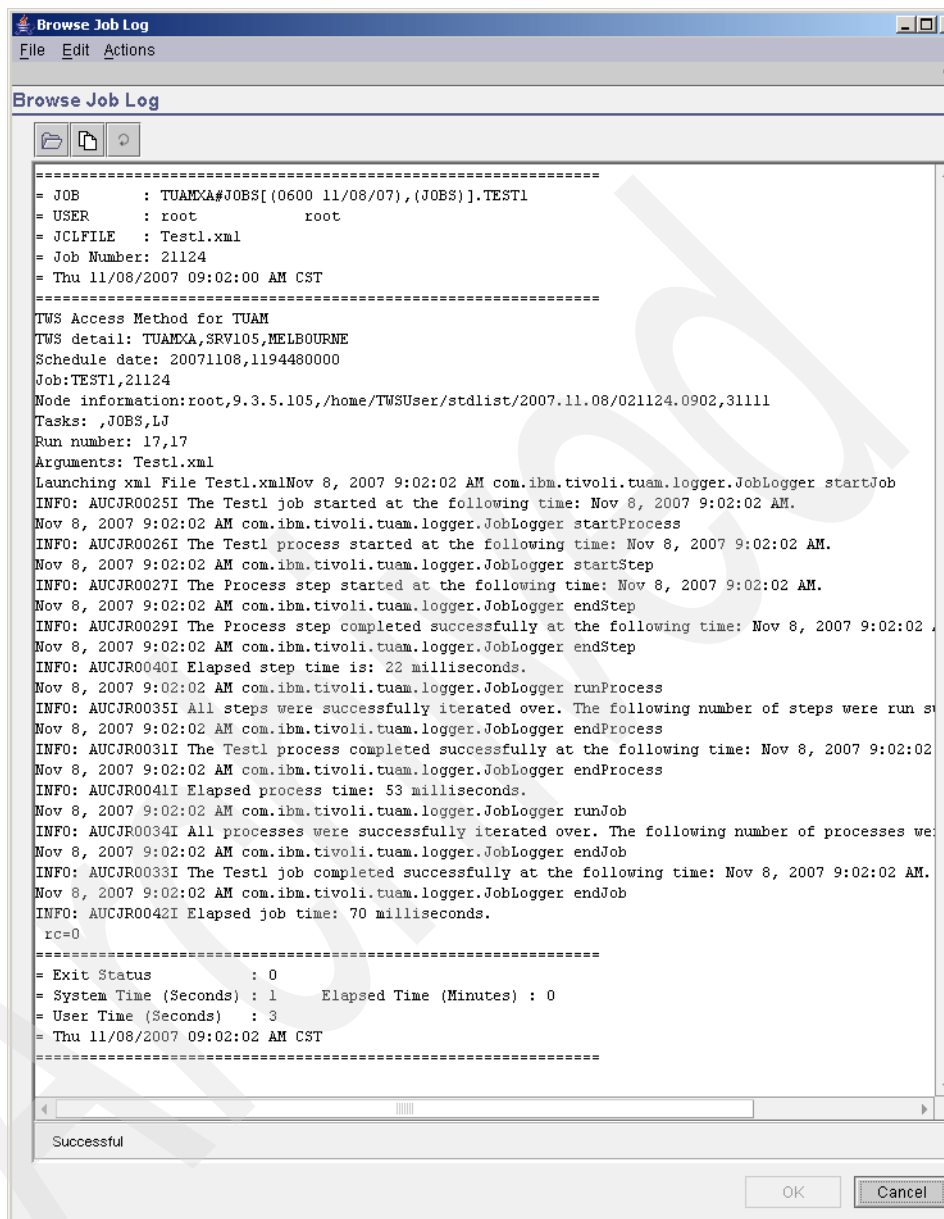 Browse Job Log
File Edit Actions
Browse Job Log
================================================================
= JOB : TUAMXA#JOBS[(0600 11/08/07),(JOBS)].TEST1
= USER : root root
= JCLFILE : Test1.xml
= Job Number: 21124
= Thu 11/08/2007 09:02:00 AM CST
================================================================
TWS Access Method for TUAM
TWS detail: TUAMXA,SRV105,MELBOURNE
Schedule date: 20071108,1194480000
Job:TEST1,21124
Node information:root,9.3.5.105,/home/TWSUser/stdlist/2007.11.08/O21124.0902,31111
Tasks: ,JOBS,LJ
Run number: 17,17
Arguments: Test1.xml
Launching xml File Test1.xmlNov 8, 2007 9:02:02 AM com.ibm.tivoli.tuam.logger.JobLogger startJob
INFO: AUCJR0025I The Test1 job started at the following time: Nov 8, 2007 9:02:02 AM.
Nov 8, 2007 9:02:02 AM com.ibm.tivoli.tuam.logger.JobLogger startProcess
INFO: AUCJR0026I The Test1 process started at the following time: Nov 8, 2007 9:02:02 AM.
Nov 8, 2007 9:02:02 AM com.ibm.tivoli.tuam.logger.JobLogger startStep
INFO: AUCJR0027I The Process step started at the following time: Nov 8, 2007 9:02:02 AM.
Nov 8, 2007 9:02:02 AM com.ibm.tivoli.tuam.logger.JobLogger endStep
INFO: AUCJR0029I The Process step completed successfully at the following time: Nov 8, 2007 9:02:02
Nov 8, 2007 9:02:02 AM com.ibm.tivoli.tuam.logger.JobLogger endStep
INFO: AUCJR0040I Elapsed step time is: 22 milliseconds.
Nov 8, 2007 9:02:02 AM com.ibm.tivoli.tuam.logger.JobLogger runProcess
INFO: AUCJR0035I All steps were successfully iterated over. The following number of steps were run
Nov 8, 2007 9:02:02 AM com.ibm.tivoli.tuam.logger.JobLogger endProcess
INFO: AUCJR0031I The Test1 process completed successfully at the following time: Nov 8, 2007 9:02:02
Nov 8, 2007 9:02:02 AM com.ibm.tivoli.tuam.logger.JobLogger endProcess
INFO: AUCJR0041I Elapsed process time: 53 milliseconds.
Nov 8, 2007 9:02:02 AM com.ibm.tivoli.tuam.logger.JobLogger runJob
INFO: AUCJR0034I All processes were successfully iterated over. The following number of processes
Nov 8, 2007 9:02:02 AM com.ibm.tivoli.tuam.logger.JobLogger endJob
INFO: AUCJR0033I The Test1 job completed successfully at the following time: Nov 8, 2007 9:02:02 AM.
Nov 8, 2007 9:02:02 AM com.ibm.tivoli.tuam.logger.JobLogger endJob
INFO: AUCJR0042I Elapsed job time: 70 milliseconds.
rc=0
================================================================
= Exit Status : 0
= System Time (Seconds) : 1 Elapsed Time (Minutes) : 0
= User Time (Seconds) : 3
= Thu 11/08/2007 09:02:02 AM CST
================================================================
Successful
OK Cancel